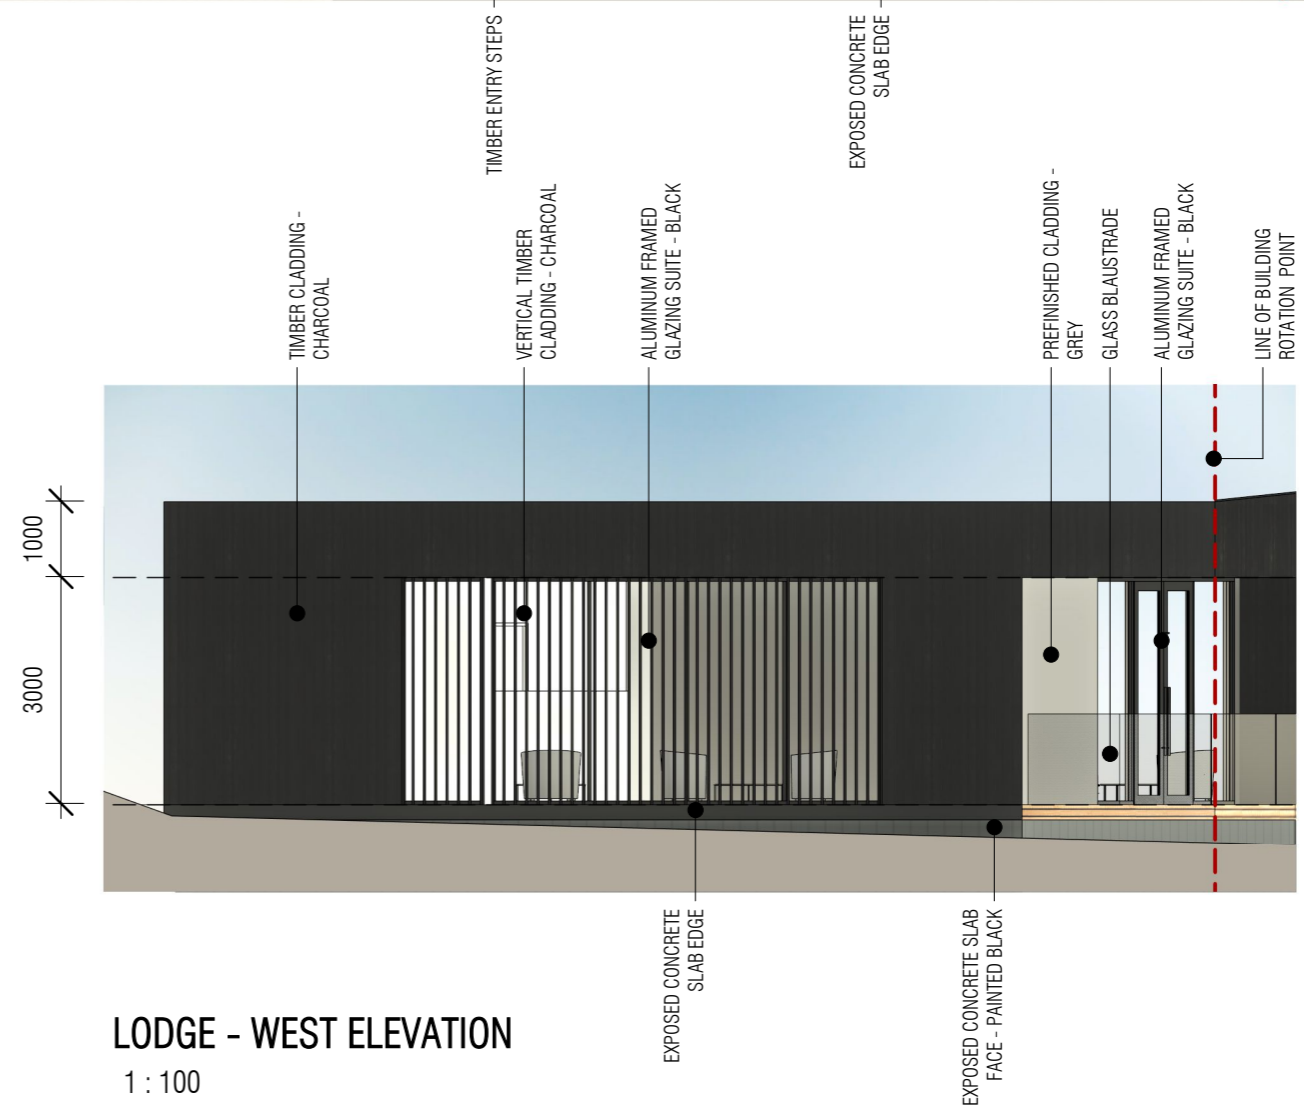 TIMBER ENTRY STEPS
EXPOSED CONCRETE
SLAB EDGE
TIMBER CLADDING -
CHARCOAL
VERTICAL TIMBER
CLADDING - CHARCOAL
ALUMINUM FRAMED
GLAZING SUITE - BLACK
PREFINISHED CLADDING -
GREY
GLASS BLAUSTRADE
ALUMINUM FRAMED
GLAZING SUITE - BLACK
LINE OF BUILDING
ROTATION POINT
1000
3000
EXPOSED CONCRETE
SLAB EDGE
EXPOSED CONCRETE SLAB
FACE - PAINTED BLACK
LODGE - WEST ELEVATION
1 : 100